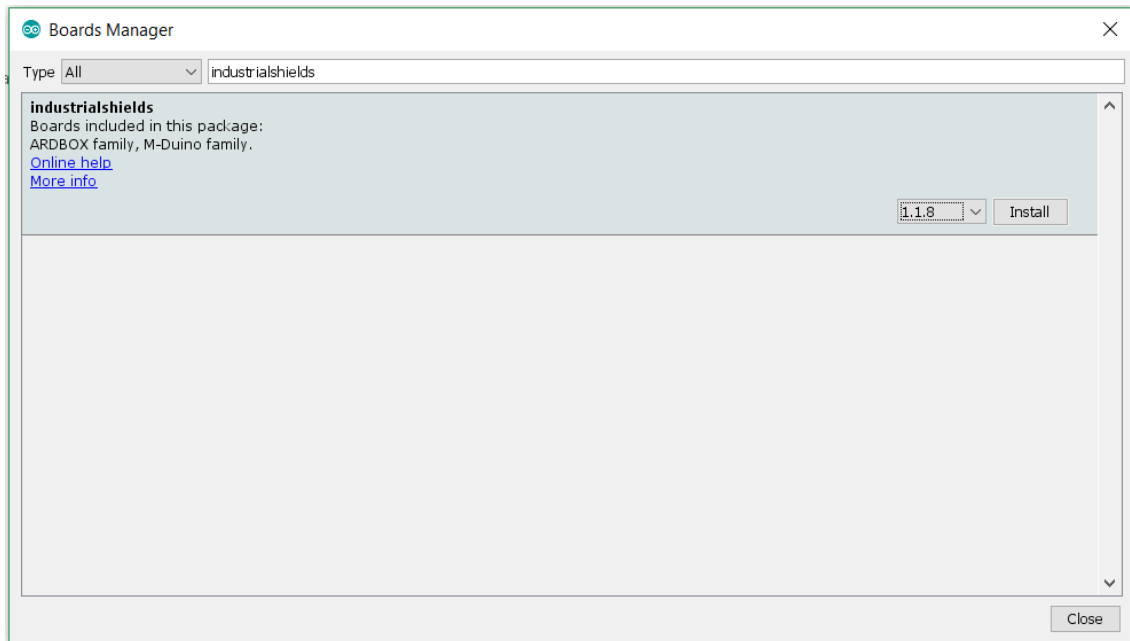 Boards Manager
Type All industrialshields
industrialshields
Boards included in this package:
ARDBOX family, M-Duino family.
Online help
More info
1.1.8 Install
Close